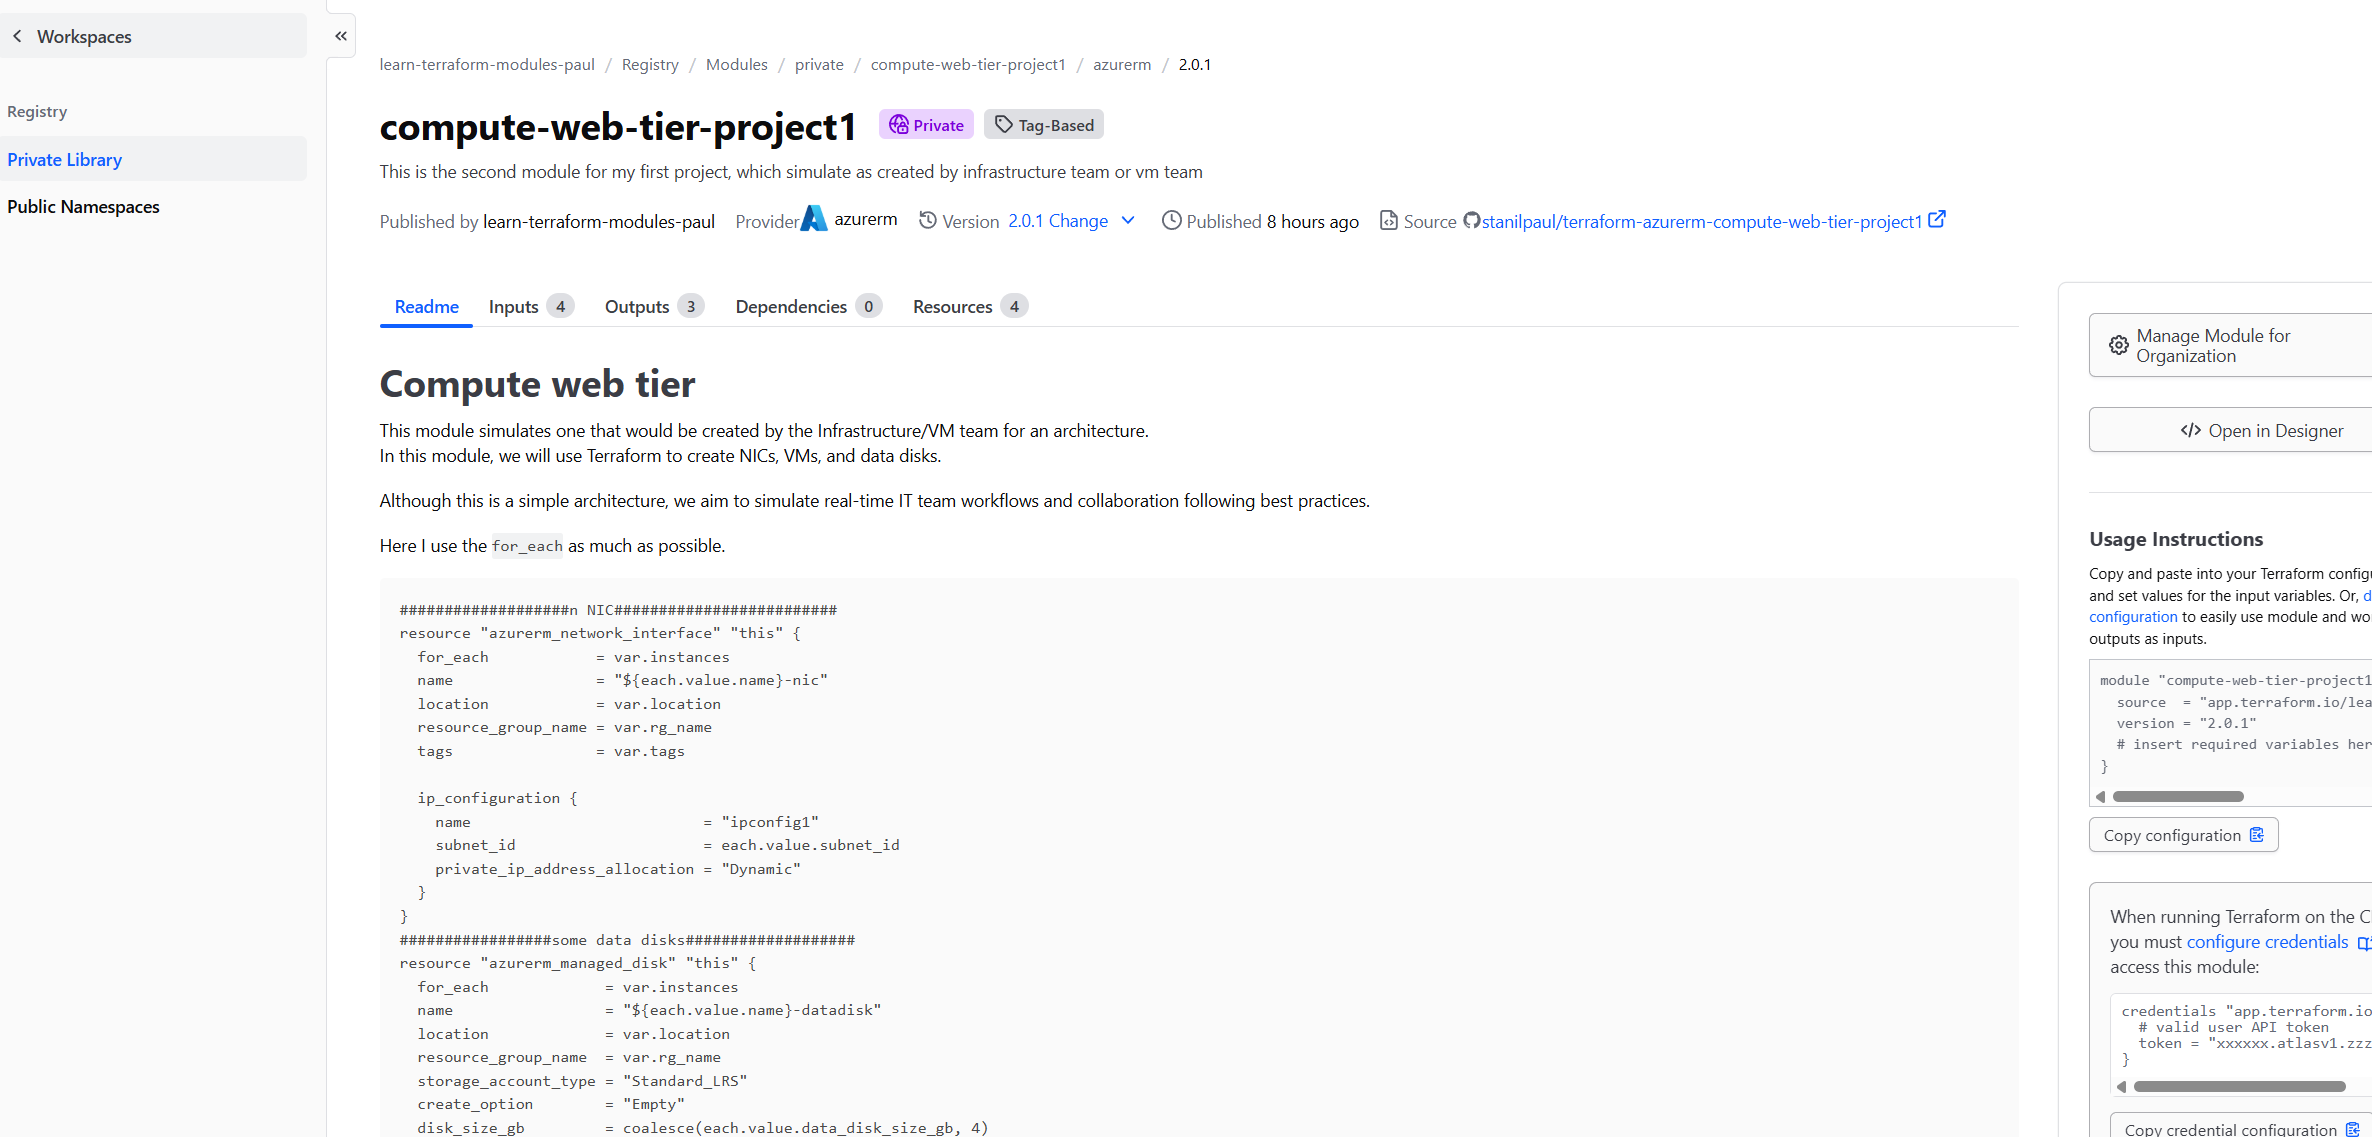 Workspaces
Registry
Private Library
Public Namespaces
learn-terraform-modules-paul / Registry / Modules / private / compute-web-tier-project1 / azurerm / 2.0.1
compute-web-tier-project1 Private Tag-Based
This is the second module for my first project, which simulate as created by infrastructure team or vm team
Published by learn-terraform-modules-paul Provider azurerm Version 2.0.1 Change Published 8 hours ago Source stanilpaul/terraform-azurerm-compute-web-tier-project1
Readme Inputs 4 Outputs 3 Dependencies 0 Resources 4
Compute web tier
This module simulates one that would be created by the Infrastructure/VM team for an architecture.
In this module, we will use Terraform to create NICs, VMs, and data disks.
Although this is a simple architecture, we aim to simulate real-time IT team workflows and collaboration following best practices.
Here I use the for_each as much as possible.
###################n NIC#########################
resource "azurerm_network_interface" "this" {
  for_each            = var.instances
  name                = "${each.value.name}-nic"
  location            = var.location
  resource_group_name = var.rg_name
  tags                = var.tags
  ip_configuration {
    name                          = "ipconfig1"
    subnet_id                     = each.value.subnet_id
    private_ip_address_allocation = "Dynamic"
  }
}
#################some data disks###################
resource "azurerm_managed_disk" "this" {
  for_each             = var.instances
  name                 = "${each.value.name}-datadisk"
  location             = var.location
  resource_group_name  = var.rg_name
  storage_account_type = "Standard_LRS"
  create_option        = "Empty"
  disk_size_gb         = coalesce(each.value.data_disk_size_gb, 4)
Manage Module for
Organization
</> Open in Designer
Usage Instructions
Copy and paste into your Terraform configu
and set values for the input variables. Or, d
configuration to easily use module and wo
outputs as inputs.
module "compute-web-tier-project1
  source  = "app.terraform.io/lea
  version = "2.0.1"
  # insert required variables her
}
Copy configuration
When running Terraform on the C
you must configure credentials
access this module:
credentials "app.terraform.io
  # valid user API token
  token = "xxxxxx.atlasv1.zzz
}
Copy credential configuration